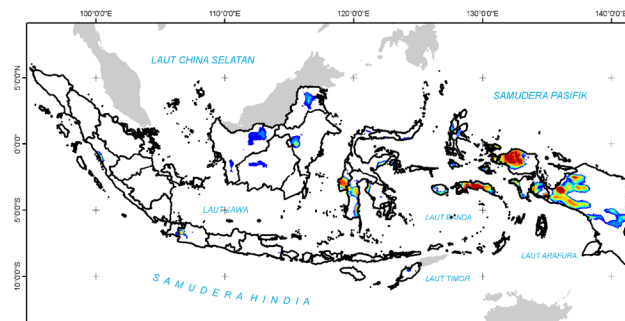 100°0'0"E 110°0'0"E 120°0'0"E 130°0'0"E 140°0'
5°0'0"N
LAUT CHINA SELATAN
SAMUDERA PASIFIK
0°0'0"
5°0'0"S
LAUT JAWA
LAUT BANDA
LAUT ARAFURA
10°0'0"S
SAMUDERA HINDIA
LAUT TIMOR